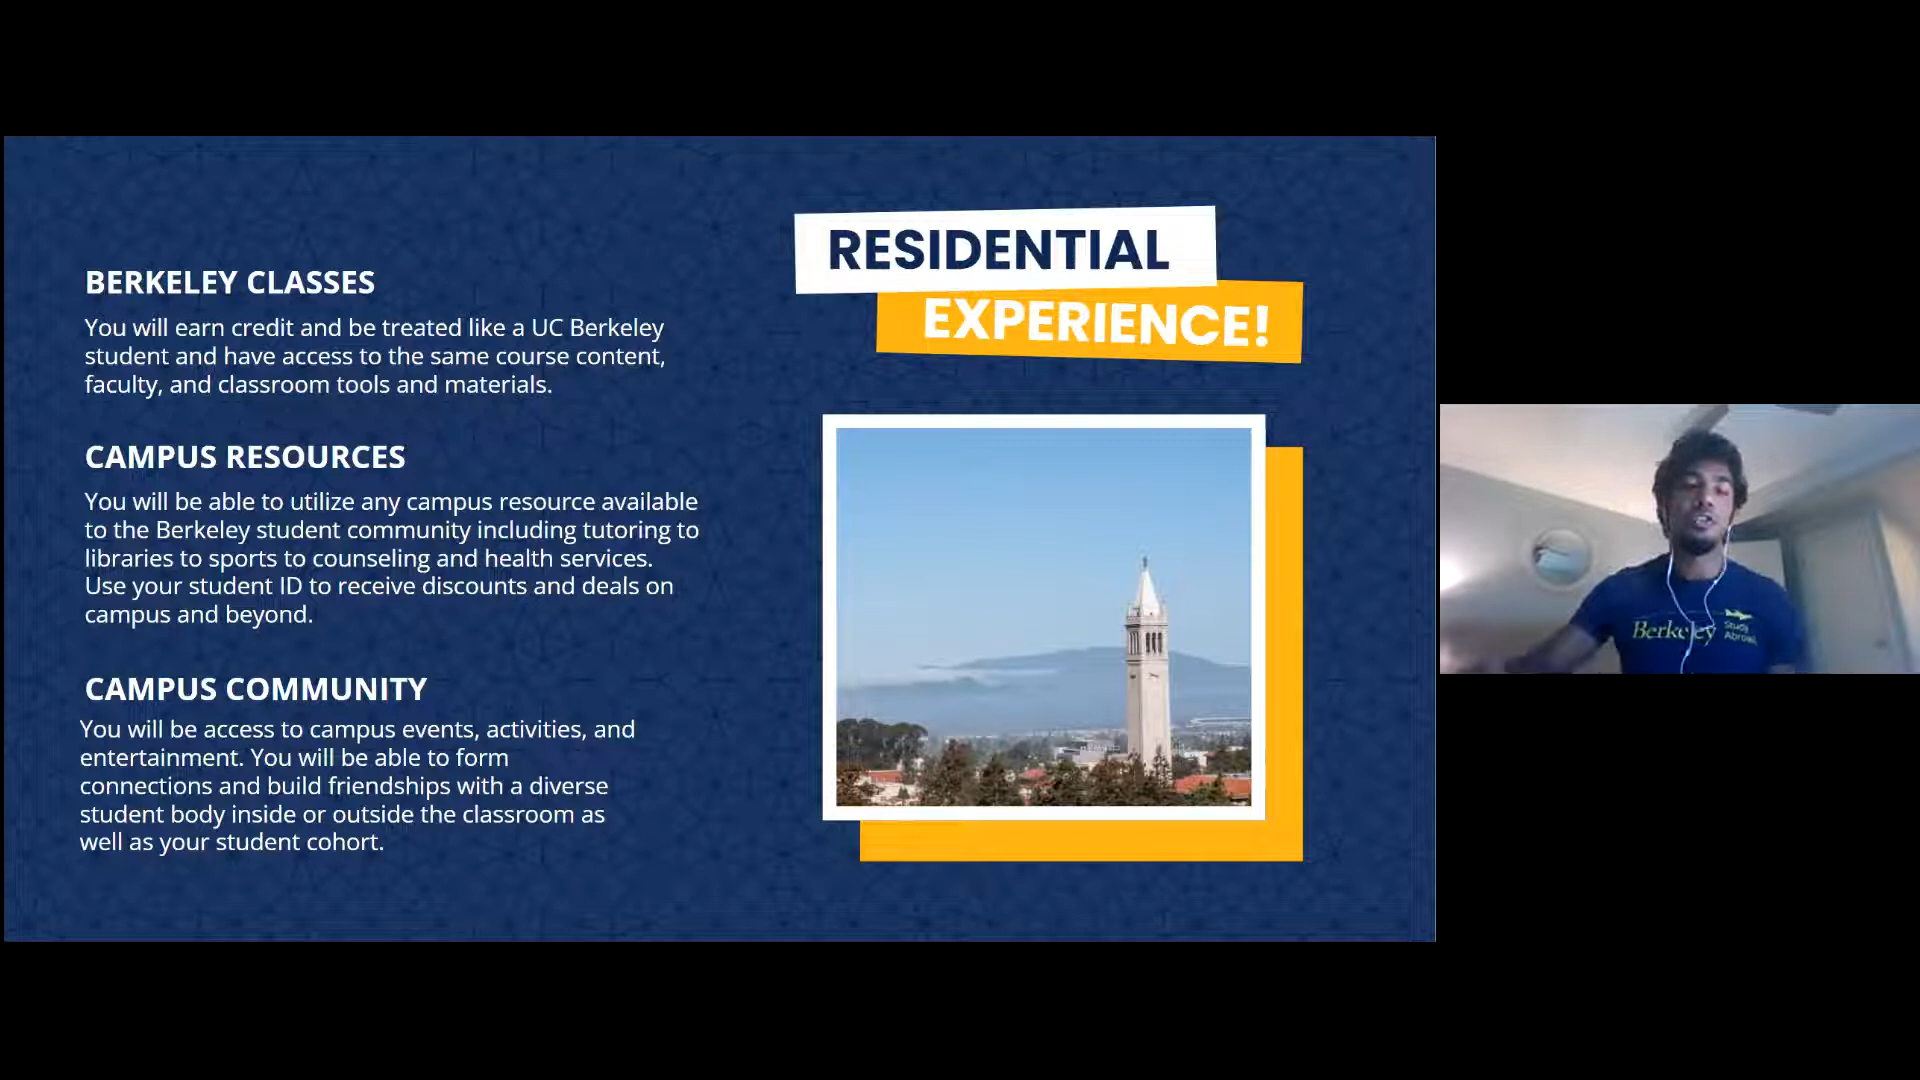 RESIDENTIAL
EXPERIENCE!
BERKELEY CLASSES
You will earn credit and be treated like a UC Berkeley
student and have access to the same course content,
faculty, and classroom tools and materials.
CAMPUS RESOURCES
You will be able to utilize any campus resource available
to the Berkeley student community including tutoring to
libraries to sports to counseling and health services.
Use your student ID to receive discounts and deals on
campus and beyond.
CAMPUS COMMUNITY
You will be access to campus events, activities, and
entertainment. You will be able to form
connections and build friendships with a diverse
student body inside or outside the classroom as
well as your student cohort.
Berkeley
Study
Abroad